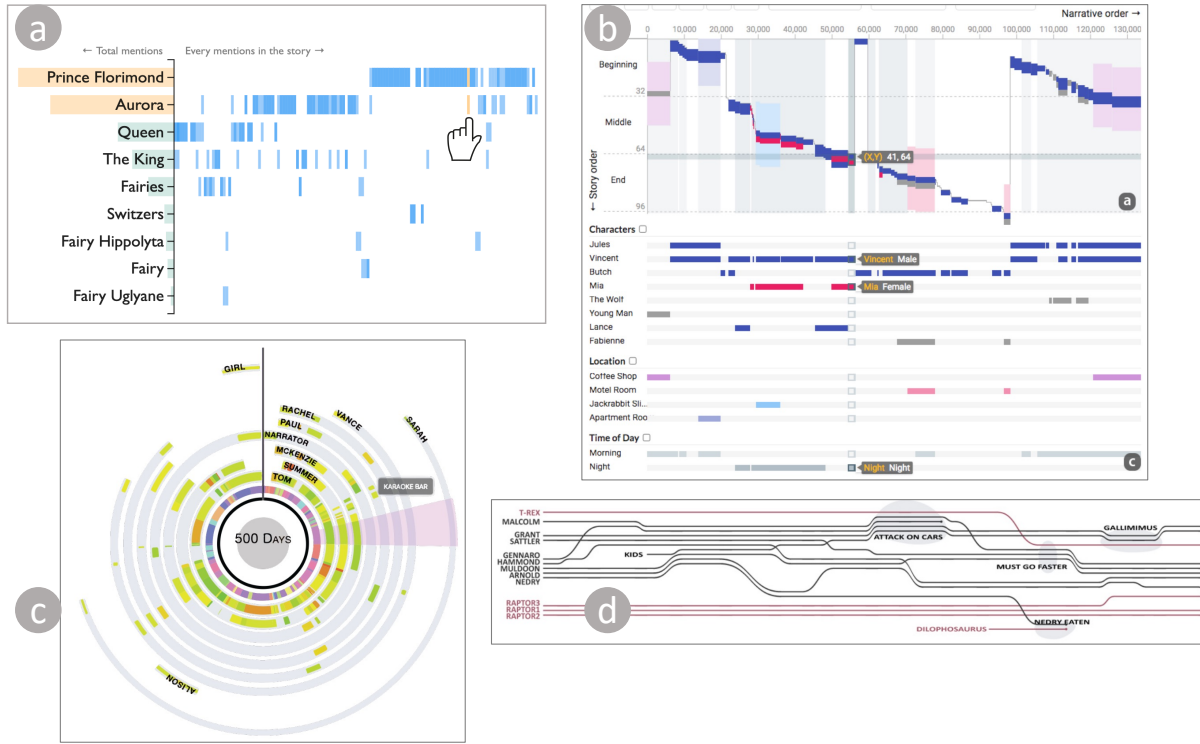 a
← Total mentions
Every mentions in the story →
Prince Florimond
Aurora
Queen
The King
Fairies
Switzers
Fairy Hippolyta
Fairy
Fairy Uglyane
b
Narrative order →
0
10,000
20,000
30,000
40,000
50,000
60,000
70,000
80,000
90,000
100,000
110,000
120,000
130,000
Beginning
32
Middle
64
End
96
← Story order
(X,Y) 41, 64
a
Characters
Jules
Vincent
Vincent Male
Butch
Mia
Mia Female
The Wolf
Young Man
Lance
Fabienne
Location
Coffee Shop
Motel Room
Jackrabbit Sli...
Apartment Roo
Time of Day
Morning
Night
Night Night
c
c
GIRL
RACHEL
VANCE
SARAH
PAUL
NARRATOR
MCKENZIE
SUMMER
TOM
KARAOKE BAR
500 DAYS
ALISON
d
T-REX
MALCOLM
GRANT
SATTLER
GENNARO
HAMMOND
MULDOON
ARNOLD
NEDRY
KIDS
ATTACK ON CARS
MUST GO FASTER
GALLIMIMUS
RAPTOR3
RAPTOR1
RAPTOR2
NEDRY EATEN
DILOPHOSAURUS